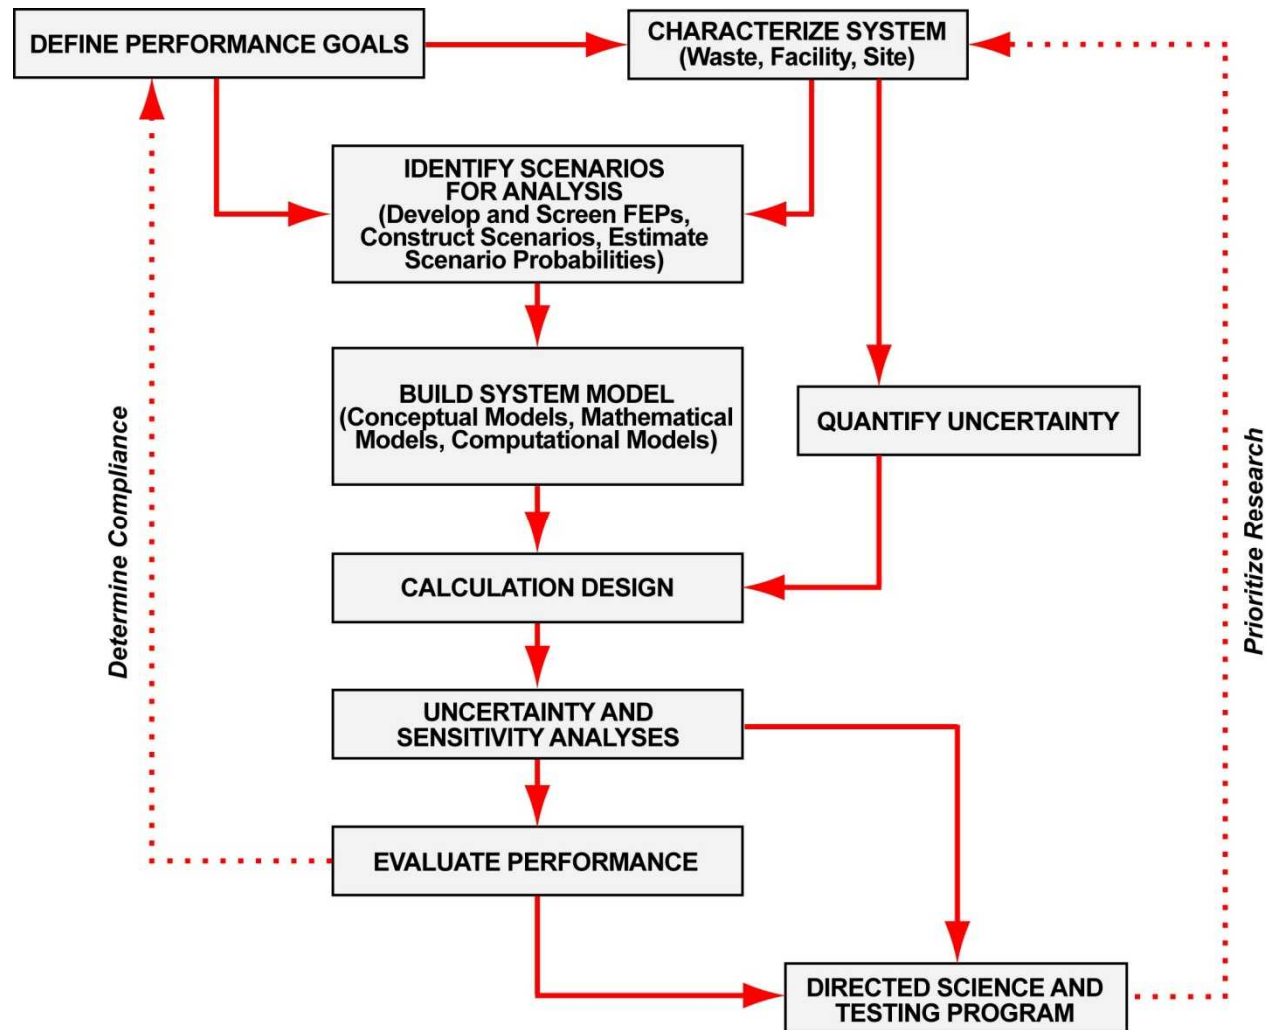 DEFINE PERFORMANCE GOALS
CHARACTERIZE SYSTEM
(Waste, Facility, Site)
IDENTIFY SCENARIOS
FOR ANALYSIS
(Develop and Screen FEPs,
Construct Scenarios, Estimate
Scenario Probabilities)
BUILD SYSTEM MODEL
(Conceptual Models, Mathematical
Models, Computational Models)
QUANTIFY UNCERTAINTY
Determine Compliance
Prioritize Research
CALCULATION DESIGN
UNCERTAINTY AND
SENSITIVITY ANALYSES
EVALUATE PERFORMANCE
DIRECTED SCIENCE AND
TESTING PROGRAM